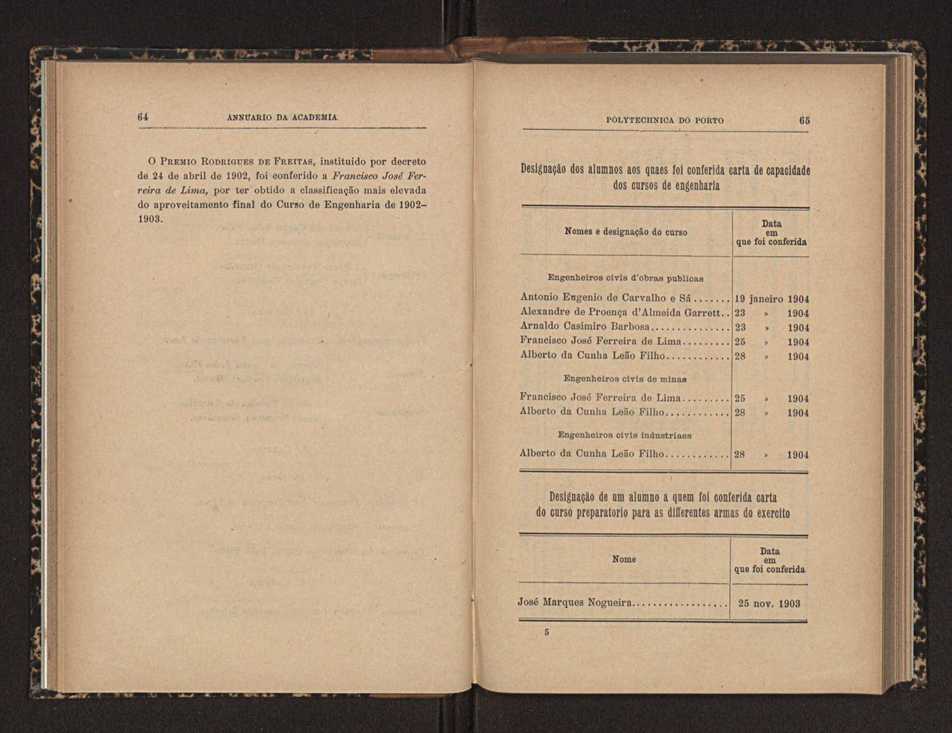 64
ANNUARIO DA ACADEMIA
O PREMIO RODRIGUES DE FREITAS, instituido por decreto
de 24 de abril de 1902, foi conferido a Francisco José Fer-
reira de Lima, por ter obtido a classificação mais elevada
do aproveitamento final do Curso de Engenharia de 1902-
1903.
POLYTECHNICA DO PORTO
65
Designação dos alumnos aos quaes foi conferida carta de capacidade
dos cursos de engenharia
Nomes e designação do curso
Data
em
que foi conferida
Engenheiros civis d'obras publicas
Antonio Eugenio de Carvalho e Sá....... 19 janeiro 1904
Alexandre de Proença d'Almeida Garrett.. 23 » 1904
Arnaldo Casimiro Barbosa............... 23 » 1904
Francisco José Ferreira de Lima......... 25 » 1904
Alberto da Cunha Leão Filho............ 28 » 1904
Engenheiros civis de minas
Francisco José Ferreira de Lima......... 25 » 1904
Alberto da Cunha Leão Filho............ 28 » 1904
Engenheiros civis industriaes
Alberto da Cunha Leão Filho............ 28 » 1904
Designação de um alumno a quem foi conferida carta
do curso preparatorio para as differentes armas do exercito
Nome
Data
em
que foi conferida
José Marques Nogueira.................. 25 nov. 1903
5